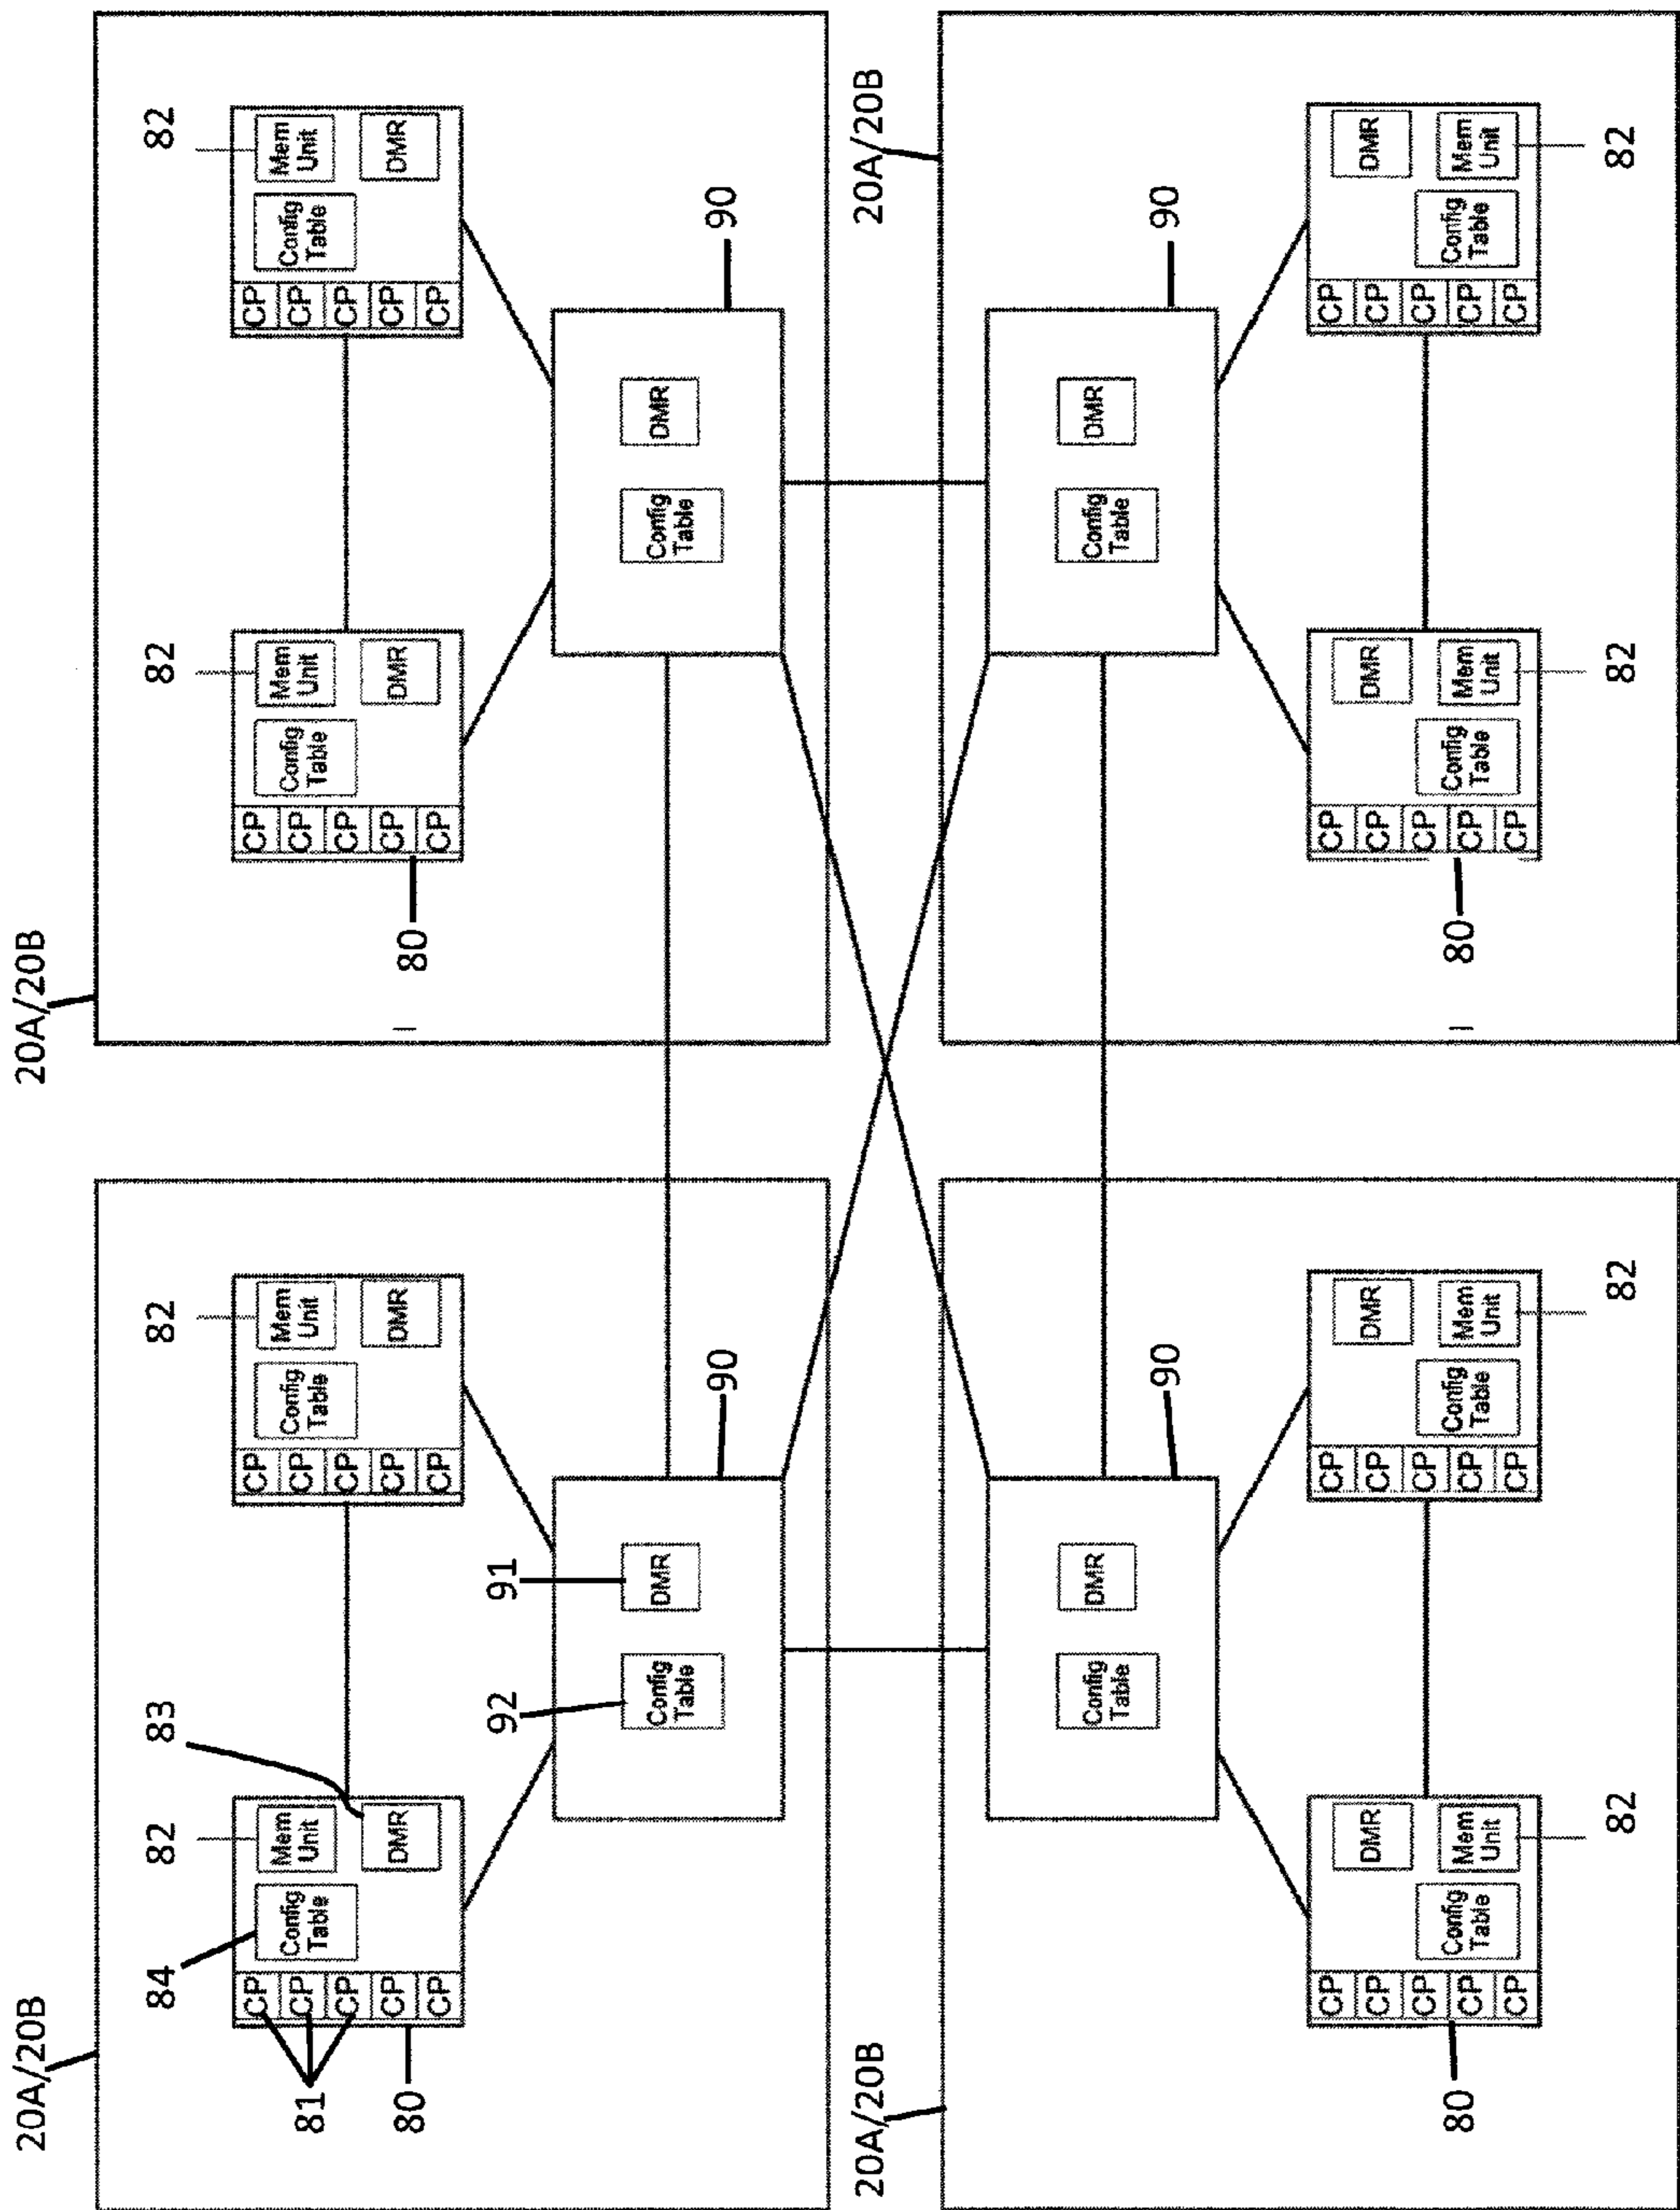 20A/20B
84
82
83
81
CP
CP
CP
CP
CP
Config
Table
Mem
Unit
DMR
80
82
CP
CP
CP
CP
CP
Config
Table
Mem
Unit
DMR
92
91
Config
Table
DMR
90
20A/20B
82
CP
CP
CP
CP
CP
Config
Table
Mem
Unit
DMR
80
82
CP
CP
CP
CP
CP
Config
Table
Mem
Unit
DMR
Config
Table
DMR
90
20A/20B
Config
Table
DMR
90
CP
CP
CP
CP
CP
DMR
Config
Table
Mem
Unit
80
82
CP
CP
CP
CP
CP
DMR
Config
Table
Mem
Unit
82
20A/20B
Config
Table
DMR
90
CP
CP
CP
CP
CP
DMR
Config
Table
Mem
Unit
80
82
CP
CP
CP
CP
CP
DMR
Config
Table
Mem
Unit
82